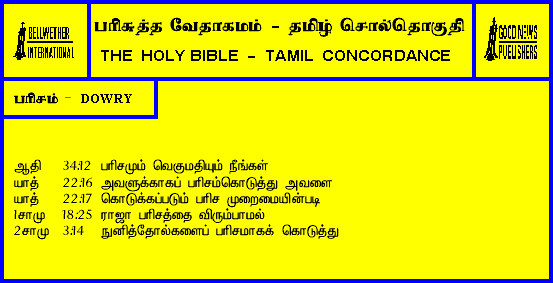 BELLWETHER
INTERNATIONAL
பரிசுத்த வேதாகமம் - தமிழ் சொல்தொகுதி
THE HOLY BIBLE - TAMIL CONCORDANCE
GOOD NEWS
PUBLISHERS
பரிசம் - DOWRY
ஆதி 34:12 பரிசமும் வெகுமதியும் நீங்கள்
யாத் 22:16 அவளுக்காகப் பரிசம்கொடுத்து அவளை
யாத் 22:17 கொடுக்கப்படும் பரிச முறைமையின்படி
1சாமு 18:25 ராஜா பரிசத்தை விரும்பாமல்
2சாமு 3:14 நுனித்தோல்களைப் பரிசமாகக் கொடுத்து